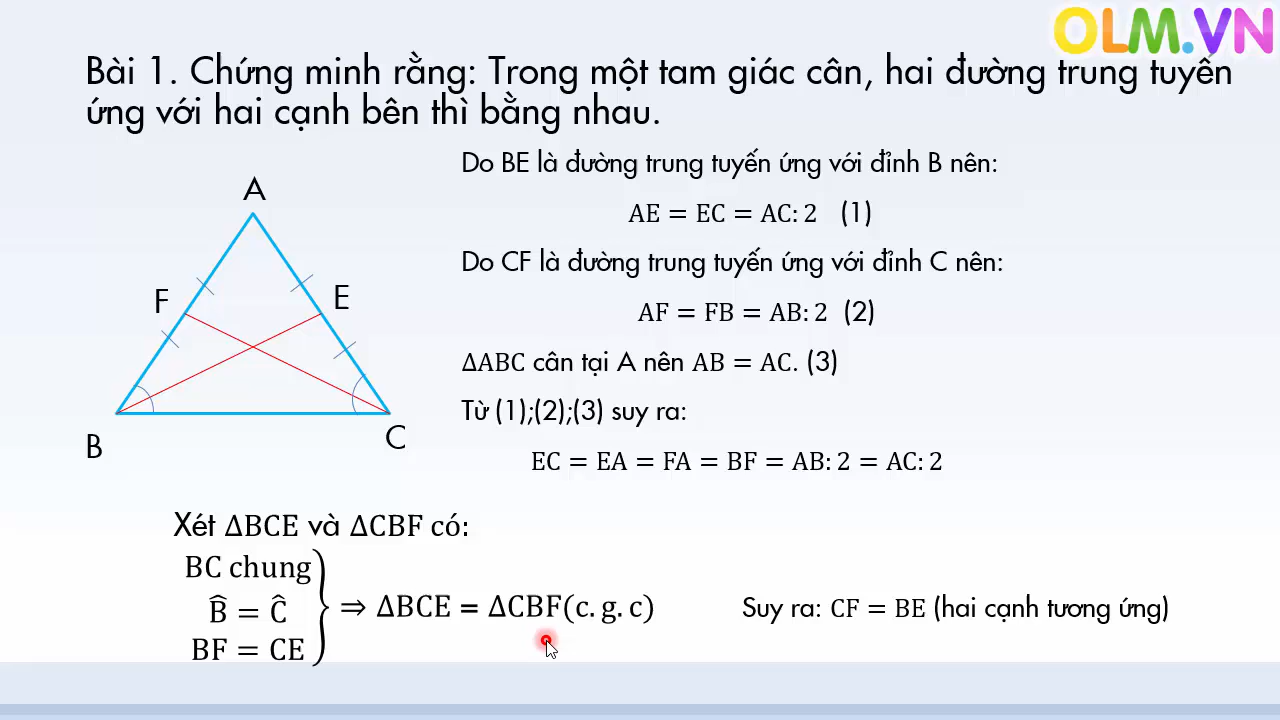 OLM.VN
Bài 1. Chứng minh rằng: Trong một tam giác cân, hai đường trung tuyến
ứng với hai cạnh bên thì bằng nhau.
Do BE là đường trung tuyến ứng với đỉnh B nên:
AE = EC = AC: 2 (1)
Do CF là đường trung tuyến ứng với đỉnh C nên:
AF = FB = AB: 2 (2)
ΔABC cân tại A nên AB = AC. (3)
Từ (1);(2);(3) suy ra:
EC = EA = FA = BF = AB: 2 = AC: 2
A
F
E
B
C
Xét ΔBCE và ΔCBF có:
BC chung
B̂ = Ĉ
BF = CE
⇒ ΔBCE = ΔCBF(c. g. c)
Suy ra: CF = BE (hai cạnh tương ứng)